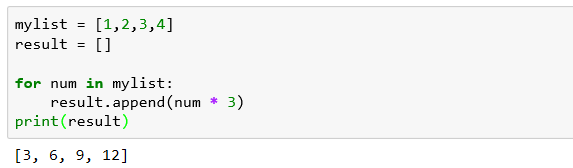 mylist = [1,2,3,4]
result = []
for num in mylist:
    result.append(num * 3)
print(result)
[3, 6, 9, 12]